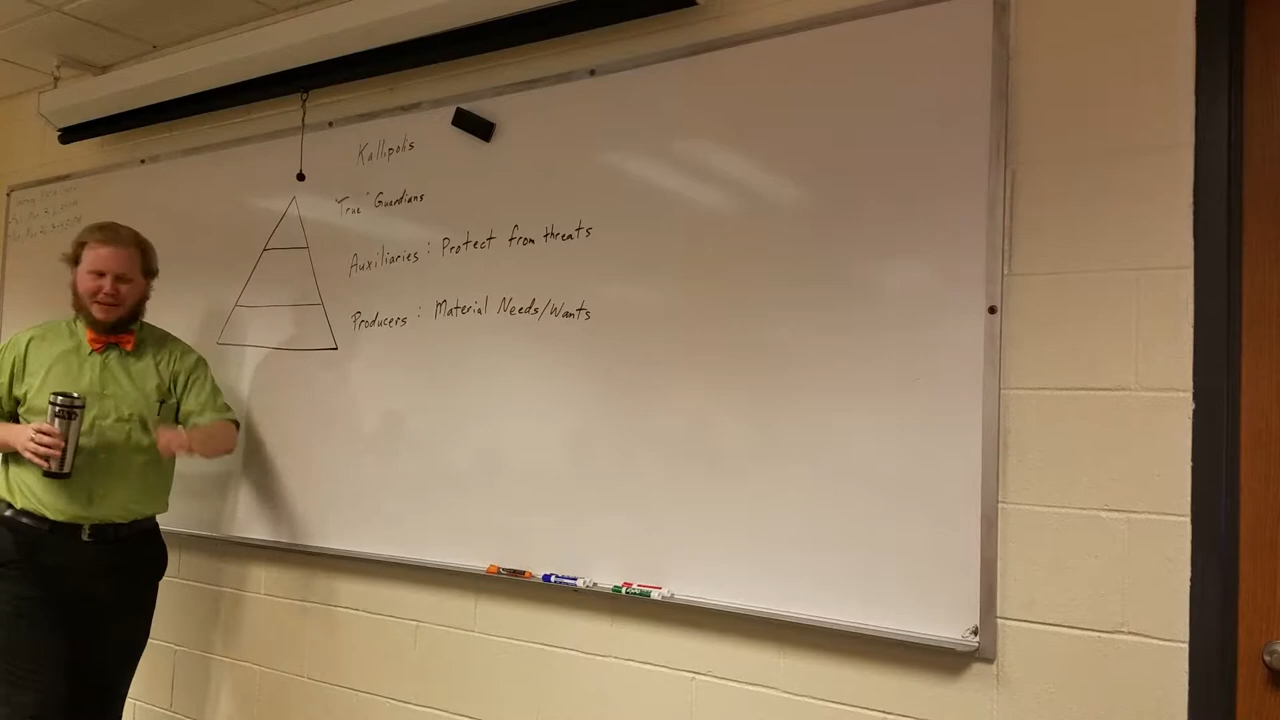 Kallipolis
"True" Guardians
Auxiliaries : Protect from threats
Producers : Material Needs/Wants